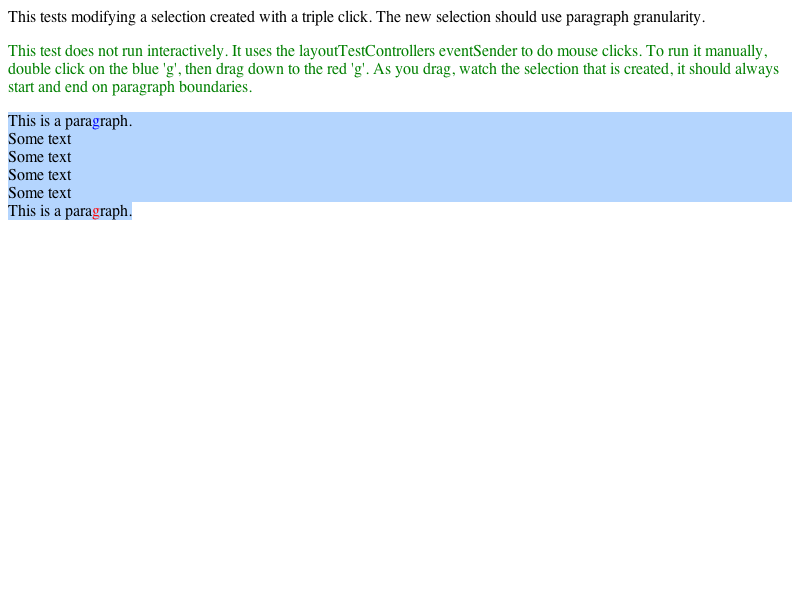 This tests modifying a selection created with a triple click. The new selection should use paragraph granularity.
This test does not run interactively. It uses the layoutTestControllers eventSender to do mouse clicks. To run it manually,
double click on the blue 'g', then drag down to the red 'g'. As you drag, watch the selection that is created, it should always
start and end on paragraph boundaries.
This is a paragraph.
Some text
Some text
Some text
Some text
This is a paragraph.